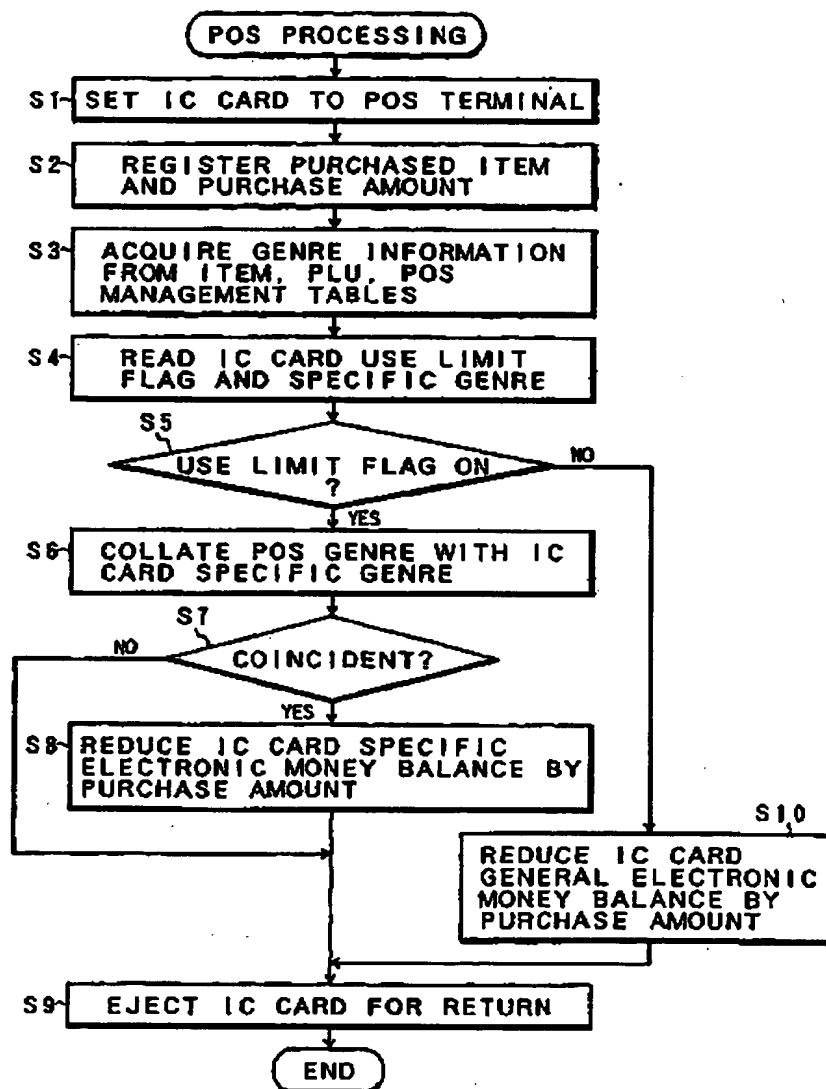 POS PROCESSING
S1
SET IC CARD TO POS TERMINAL
S2
REGISTER PURCHASED ITEM
AND PURCHASE AMOUNT
S3
ACQUIRE GENRE INFORMATION
FROM ITEM, PLU, POS
MANAGEMENT TABLES
S4
READ IC CARD USE LIMIT
FLAG AND SPECIFIC GENRE
S5
USE LIMIT FLAG ON
?
NO
YES
S6
COLLATE POS GENRE WITH IC
CARD SPECIFIC GENRE
S7
NO
COINCIDENT?
YES
S8
REDUCE IC CARD SPECIFIC
ELECTRONIC MONEY BALANCE BY
PURCHASE AMOUNT
S10
REDUCE IC CARD
GENERAL ELECTRONIC
MONEY BALANCE BY
PURCHASE AMOUNT
S9
EJECT IC CARD FOR RETURN
END